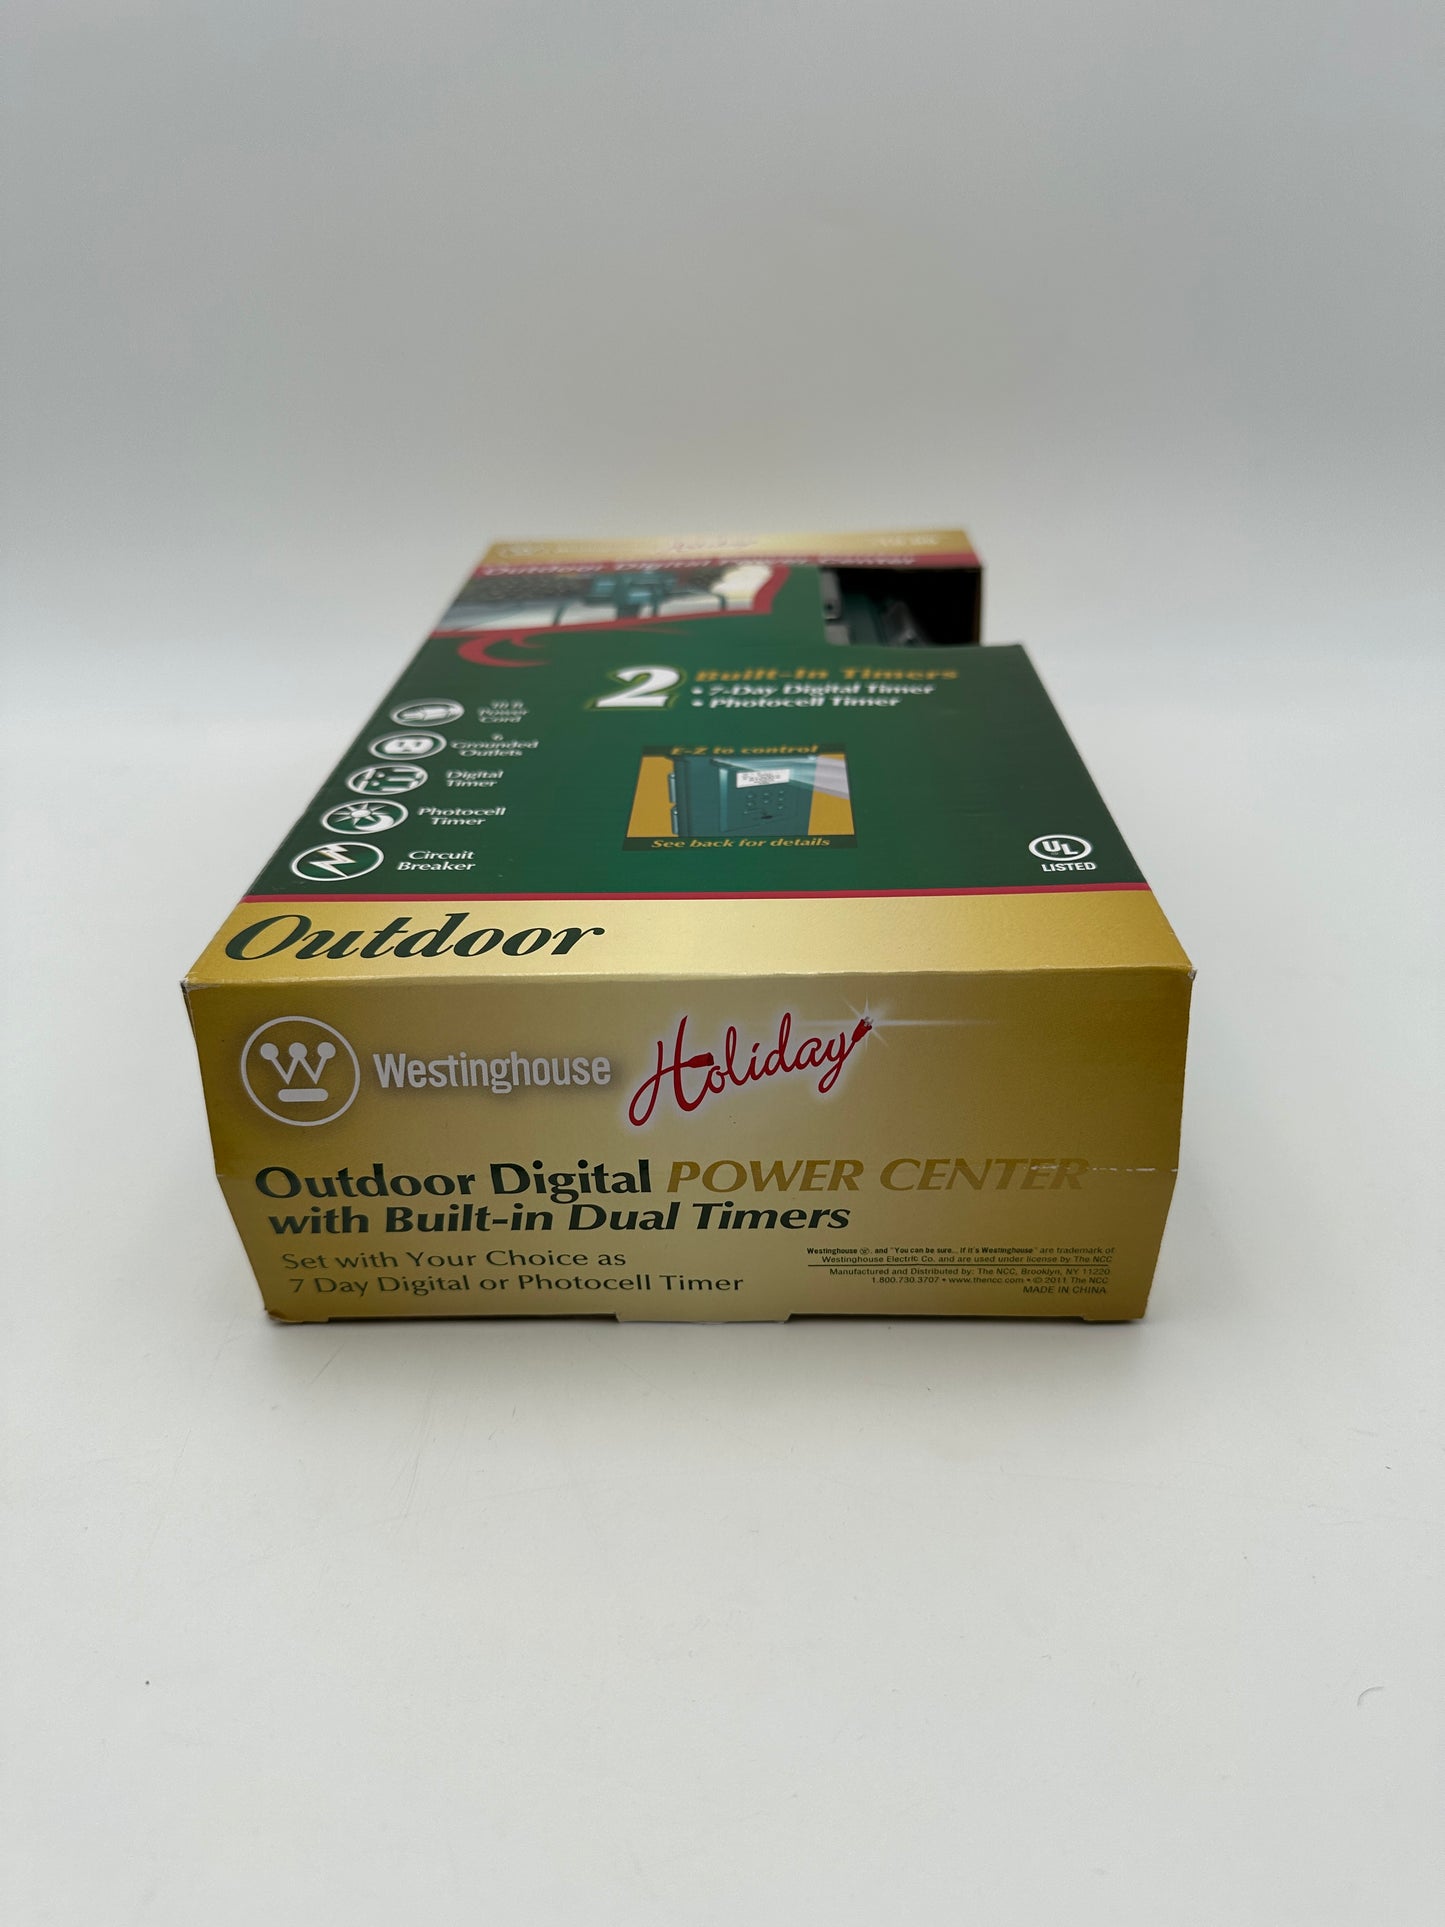 Outdoor Digital Power Center
2
Built-In Timers
• 7-Day Digital Timer
• Photocell Timer
Power
Cord
6
Grounded
Outlets
Digital
Timer
Photocell
Timer
Circuit
Breaker
E-Z to control
See back for details
UL
LISTED
Outdoor
W Westinghouse Holiday
Outdoor Digital POWER CENTER
with Built-in Dual Timers
Set with Your Choice as
7 Day Digital or Photocell Timer
Westinghouse Ⓦ, and "You can be sure... if it's Westinghouse" are trademark of
Westinghouse Electric Co. and are used under license by The NCC
Manufactured and Distributed by: The NCC, Brooklyn, NY 11220
1.800.730.3707 • www.thencc.com • © 2011 The NCC
MADE IN CHINA